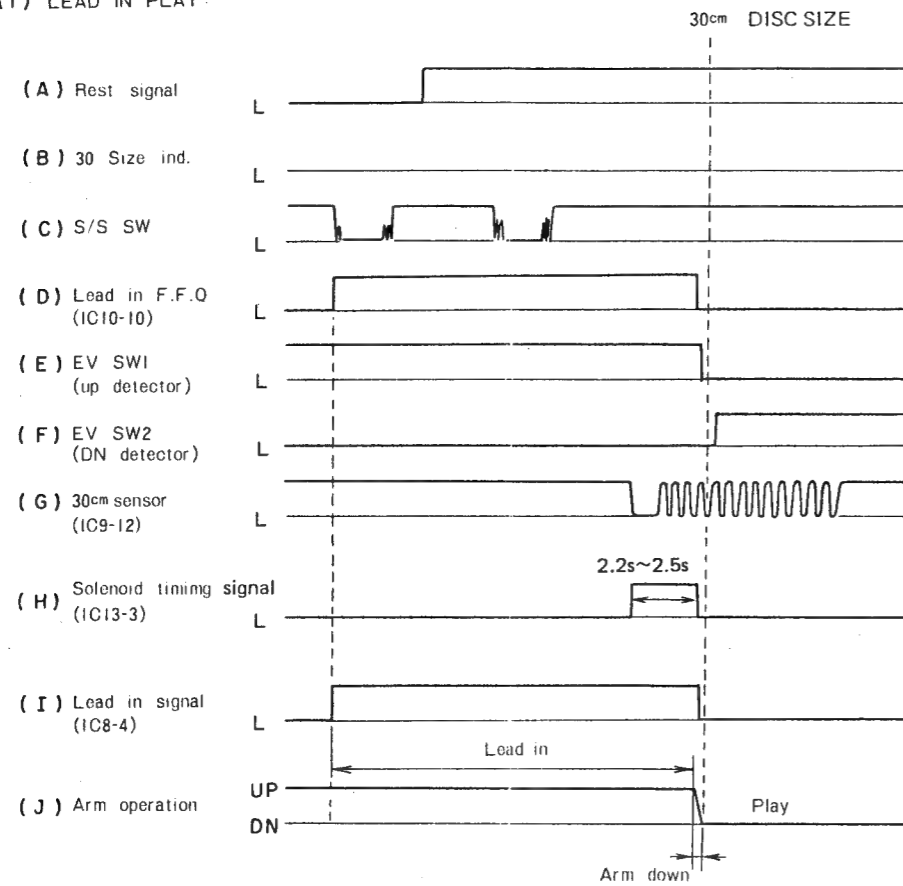 (1) LEAD IN PLAY
30cm DISC SIZE
(A) Rest signal
L
(B) 30 Size ind.
L
(C) S/S SW
L
(D) Lead in F.F.Q
(IC10-10)
L
(E) EV SW1
(up detector)
L
(F) EV SW2
(DN detector)
L
(G) 30cm sensor
(IC9-12)
L
2.2s~2.5s
(H) Solenoid timimg signal
(IC13-3)
L
(I) Lead in signal
(IC8-4)
L
Lead in
UP
(J) Arm operation
Play
DN
Arm down